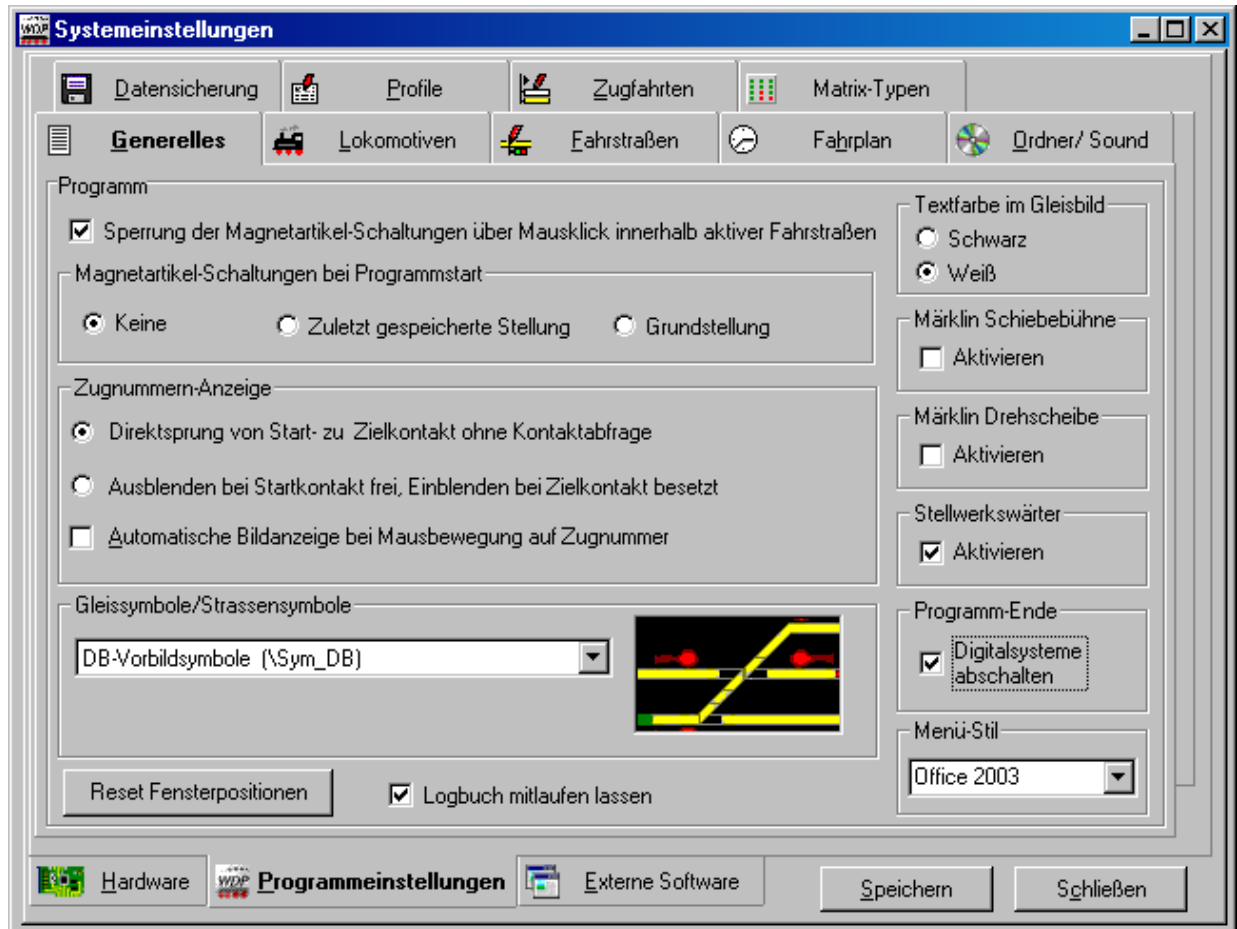 WDP Systemeinstellungen
Datensicherung Profile Zugfahrten Matrix-Typen
Generelles Lokomotiven Fahrstraßen Fahrplan Ordner/ Sound
Programm
Sperrung der Magnetartikel-Schaltungen über Mausklick innerhalb aktiver Fahrstraßen
Magnetartikel-Schaltungen bei Programmstart
Keine Zuletzt gespeicherte Stellung Grundstellung
Zugnummern-Anzeige
Direktsprung von Start- zu Zielkontakt ohne Kontaktabfrage
Ausblenden bei Startkontakt frei, Einblenden bei Zielkontakt besetzt
Automatische Bildanzeige bei Mausbewegung auf Zugnummer
Gleissymbole/Strassensymbole
DB-Vorbildsymbole (\Sym_DB)
Reset Fensterpositionen Logbuch mitlaufen lassen
Textfarbe im Gleisbild
Schwarz
Weiß
Märklin Schiebebühne
Aktivieren
Märklin Drehscheibe
Aktivieren
Stellwerkswärter
Aktivieren
Programm-Ende
Digitalsysteme
abschalten
Menü-Stil
Office 2003
Hardware WDP Programmeinstellungen Externe Software
Speichern Schließen